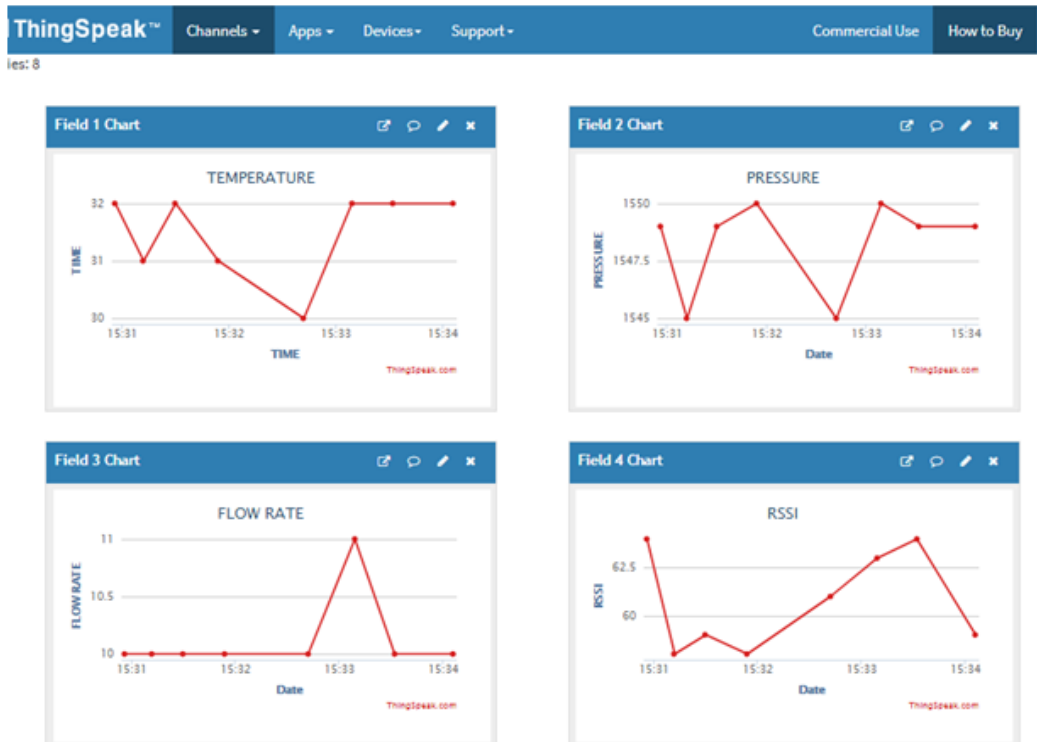 ThingSpeak™ Channels Apps Devices Support Commercial Use How to Buy
ies: 8
Field 1 Chart
TEMPERATURE
TIME
32
31
30
15:31 15:32 15:33 15:34
TIME
ThingSpeak.com
Field 2 Chart
PRESSURE
PRESSURE
1550
1547.5
1545
15:31 15:32 15:33 15:34
Date
ThingSpeak.com
Field 3 Chart
FLOW RATE
FLOW RATE
11
10.5
10
15:31 15:32 15:33 15:34
Date
ThingSpeak.com
Field 4 Chart
RSSI
RSSI
62.5
60
15:31 15:32 15:33 15:34
Date
ThingSpeak.com